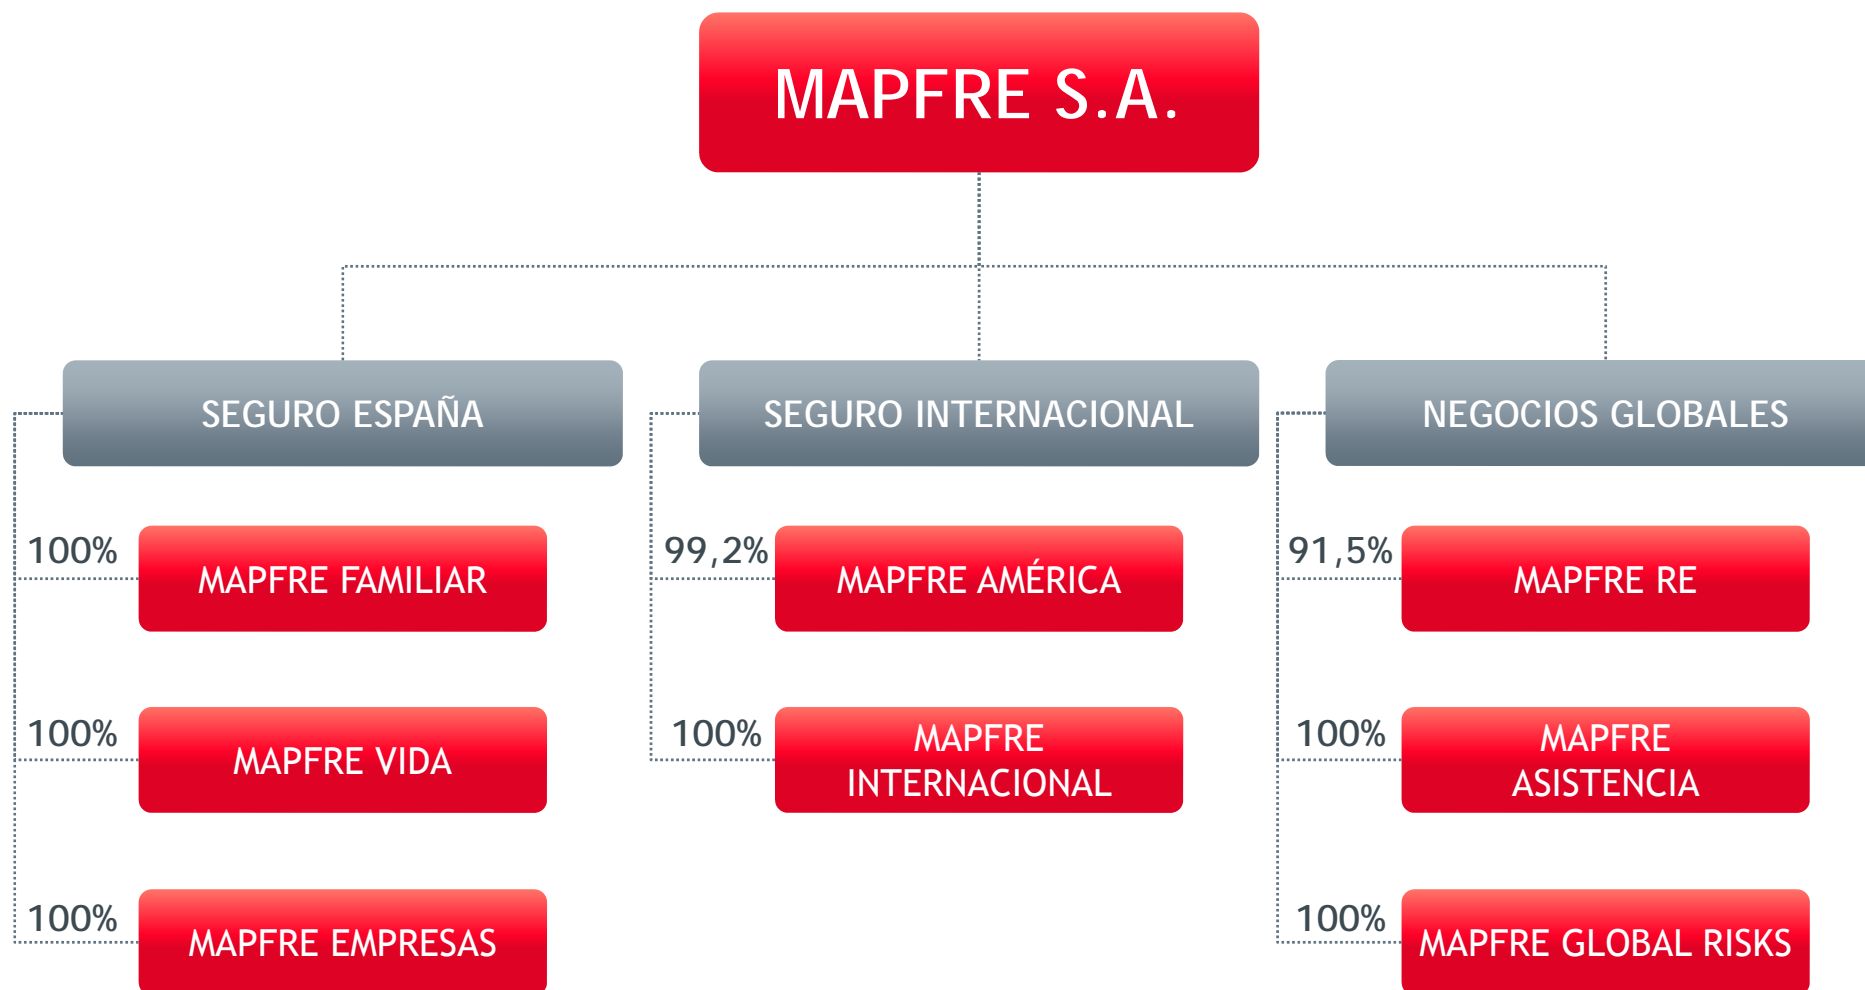 MAPFRE S.A.
SEGURO ESPAÑA
SEGURO INTERNACIONAL
NEGOCIOS GLOBALES
100%
MAPFRE FAMILIAR
99,2%
MAPFRE AMÉRICA
91,5%
MAPFRE RE
100%
MAPFRE VIDA
100%
MAPFRE
INTERNACIONAL
100%
MAPFRE
ASISTENCIA
100%
MAPFRE EMPRESAS
100%
MAPFRE GLOBAL RISKS